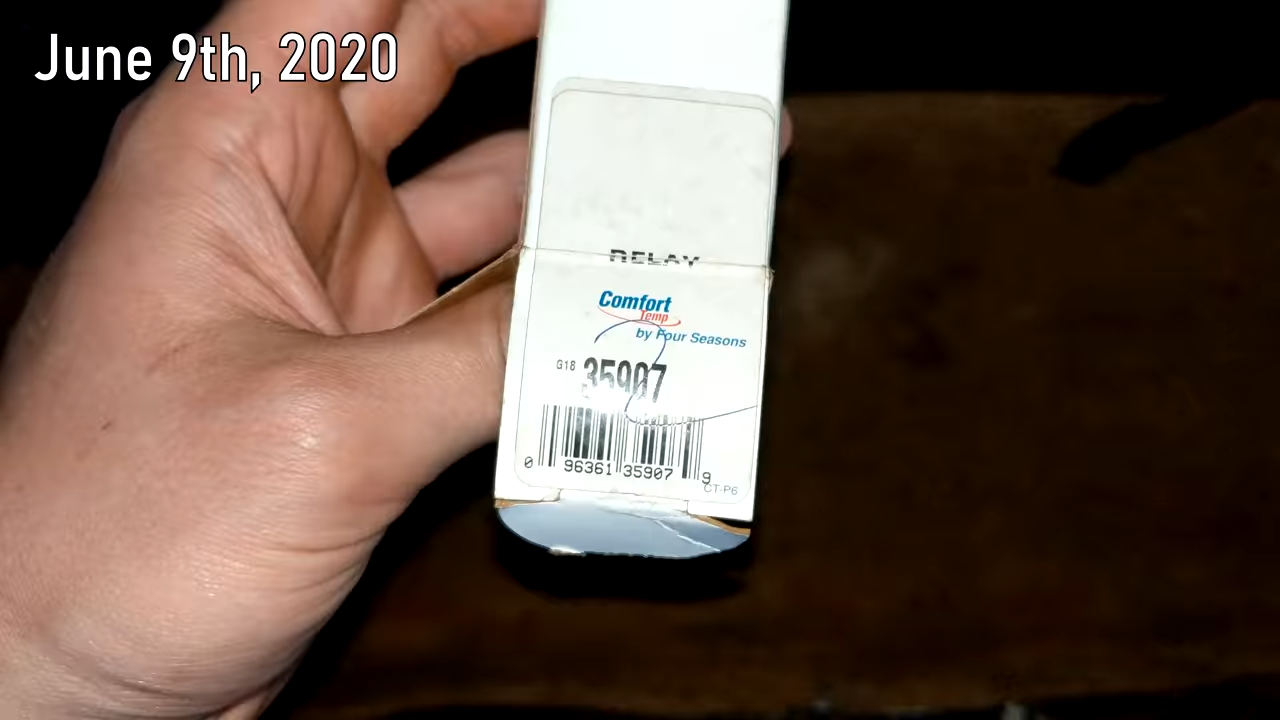 June 9th, 2020
RELAY
Comfort
Temp
by Four Seasons
G18 35907
0 96361 35907 9
CT-P6